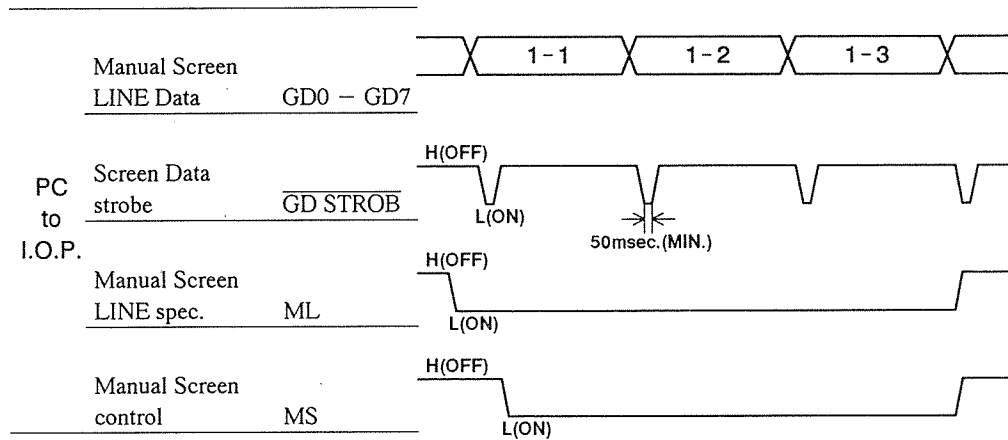 Manual Screen
LINE Data GD0 – GD7
1-1 1-2 1-3
PC
to
I.O.P.
Screen Data
strobe GD STROB
H(OFF)
L(ON)
50msec.(MIN.)
Manual Screen
LINE spec. ML
H(OFF)
L(ON)
Manual Screen
control MS
H(OFF)
L(ON)